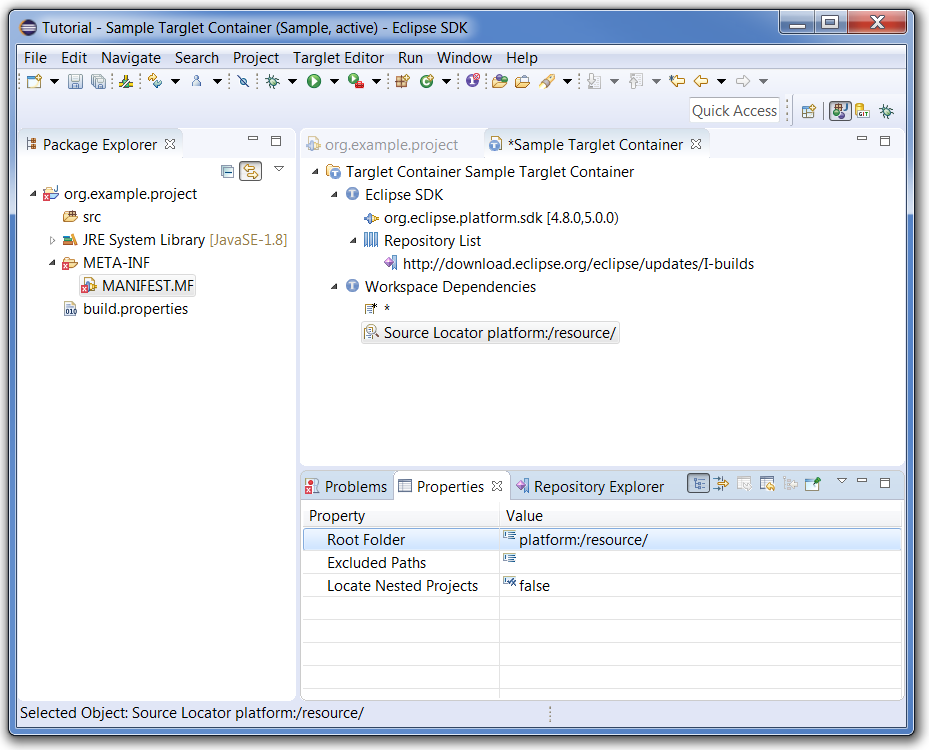 Tutorial - Sample Targlet Container (Sample, active) - Eclipse SDK
File Edit Navigate Search Project Targlet Editor Run Window Help
Quick Access
Package Explorer
org.example.project
src
JRE System Library [JavaSE-1.8]
META-INF
MANIFEST.MF
build.properties
org.example.project *Sample Targlet Container
Targlet Container Sample Targlet Container
Eclipse SDK
org.eclipse.platform.sdk [4.8.0,5.0.0)
Repository List
http://download.eclipse.org/eclipse/updates/I-builds
Workspace Dependencies
*
Source Locator platform:/resource/
Problems Properties Repository Explorer
Property Value
Root Folder platform:/resource/
Excluded Paths
Locate Nested Projects false
Selected Object: Source Locator platform:/resource/